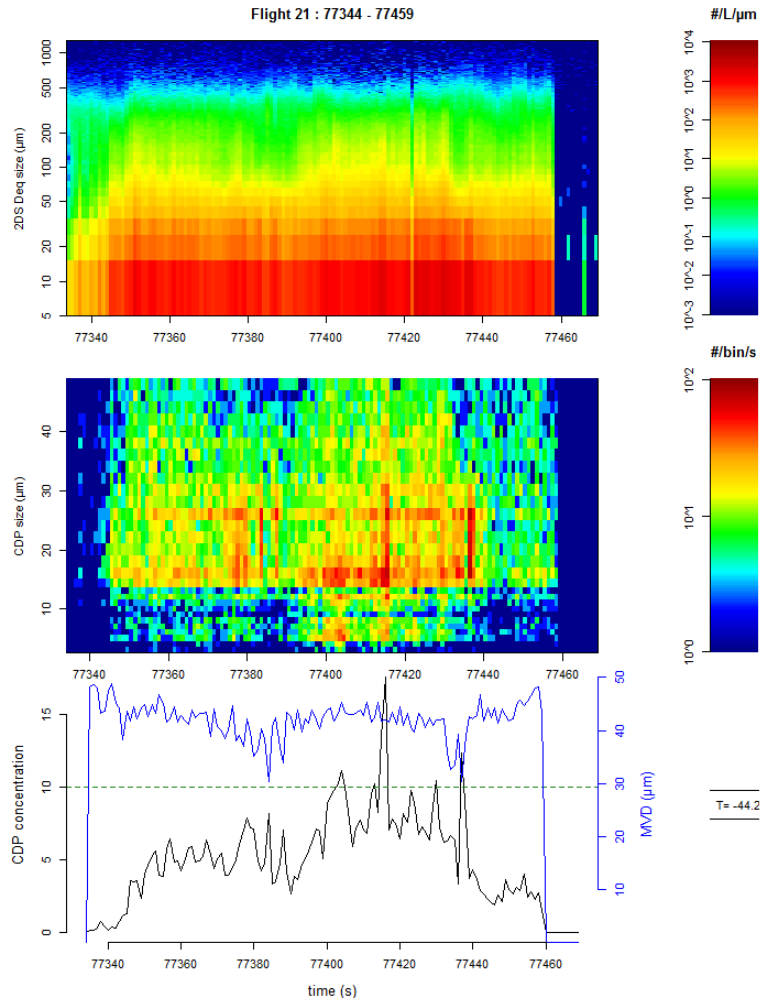 Flight 21 : 77344 - 77459
#/L/µm
2DS Deq size (µm)
1000
500
200
100
50
20
10
5
77340 77360 77380 77400 77420 77440 77460
10^4
10^3
10^2
10^1
10^0
10^-1
10^-2
10^-3
#/bin/s
CDP size (µm)
40
30
20
10
77340 77360 77380 77400 77420 77440 77460
10^2
10^1
10^0
CDP concentration
15
10
5
0
50
40
30
20
10
MVD (µm)
T= -44.2
77340 77360 77380 77400 77420 77440 77460
time (s)